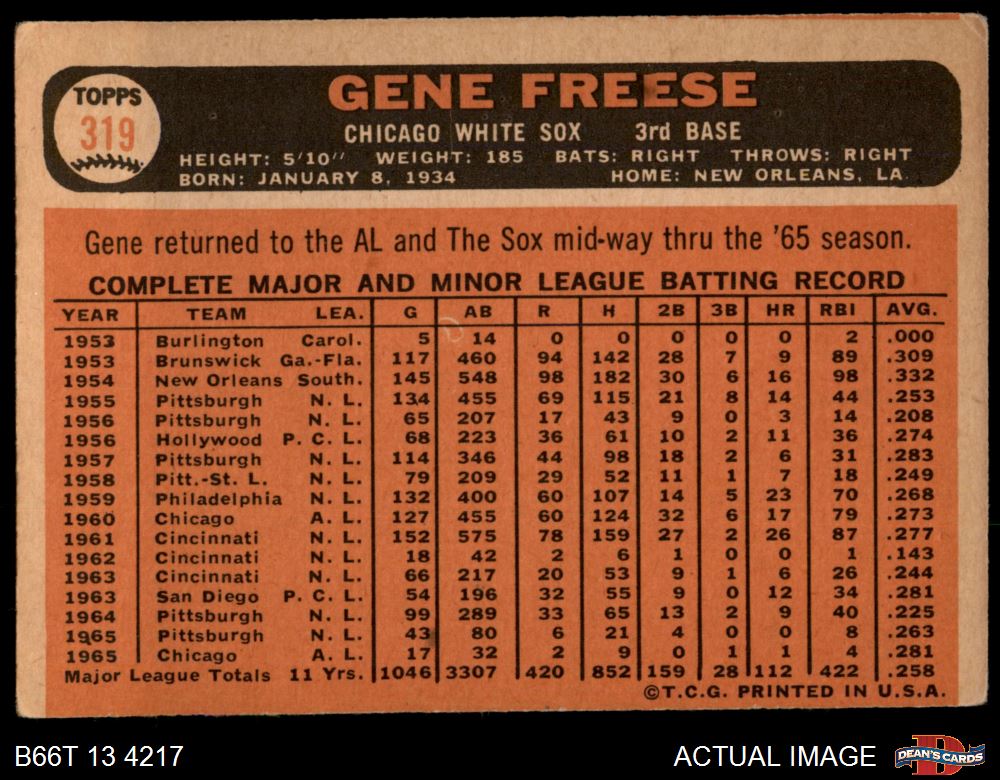 TOPPS
319
GENE FREESE
CHICAGO WHITE SOX 3rd BASE
HEIGHT: 5'10" WEIGHT: 185 BATS: RIGHT THROWS: RIGHT
BORN: JANUARY 8, 1934 HOME: NEW ORLEANS, LA.
Gene returned to the AL and The Sox mid-way thru the '65 season.
COMPLETE MAJOR AND MINOR LEAGUE BATTING RECORD
YEAR TEAM LEA. G AB R H 2B 3B HR RBI AVG.
1953 Burlington Carol. 5 14 0 0 0 0 0 2 .000
1953 Brunswick Ga.-Fla. 117 460 94 142 28 7 9 89 .309
1954 New Orleans South. 145 548 98 182 30 6 16 98 .332
1955 Pittsburgh N. L. 134 455 69 115 21 8 14 44 .253
1956 Pittsburgh N. L. 65 207 17 43 9 0 3 14 .208
1956 Hollywood P. C. L. 68 223 36 61 10 2 11 36 .274
1957 Pittsburgh N. L. 114 346 44 98 18 2 6 31 .283
1958 Pitt.-St. L. N. L. 79 209 29 52 11 1 7 18 .249
1959 Philadelphia N. L. 132 400 60 107 14 5 23 70 .268
1960 Chicago A. L. 127 455 60 124 32 6 17 79 .273
1961 Cincinnati N. L. 152 575 78 159 27 2 26 87 .277
1962 Cincinnati N. L. 18 42 2 6 1 0 0 1 .143
1963 Cincinnati N. L. 66 217 20 53 9 1 6 26 .244
1963 San Diego P. C. L. 54 196 32 55 9 0 12 34 .281
1964 Pittsburgh N. L. 99 289 33 65 13 2 9 40 .225
1965 Pittsburgh N. L. 43 80 6 21 4 0 0 8 .263
1965 Chicago A. L. 17 32 2 9 0 1 1 4 .281
Major League Totals 11 Yrs. 1046 3307 420 852 159 28 112 422 .258
©T.C.G. PRINTED IN U.S.A.
B66T 13 4217 ACTUAL IMAGE DEAN'S CARDS